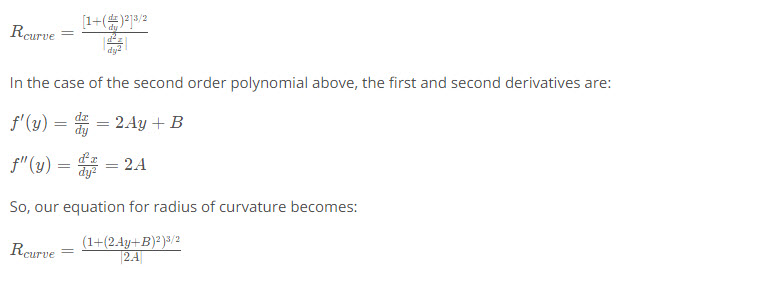 R_{curve} = \frac{[1+(\frac{dx}{dy})^2]^{3/2}}{|\frac{d^2x}{dy^2}|}
In the case of the second order polynomial above, the first and second derivatives are:
f'(y) = \frac{dx}{dy} = 2Ay + B
f''(y) = \frac{d^2x}{dy^2} = 2A
So, our equation for radius of curvature becomes:
R_{curve} = \frac{(1+(2Ay+B)^2)^{3/2}}{|2A|}